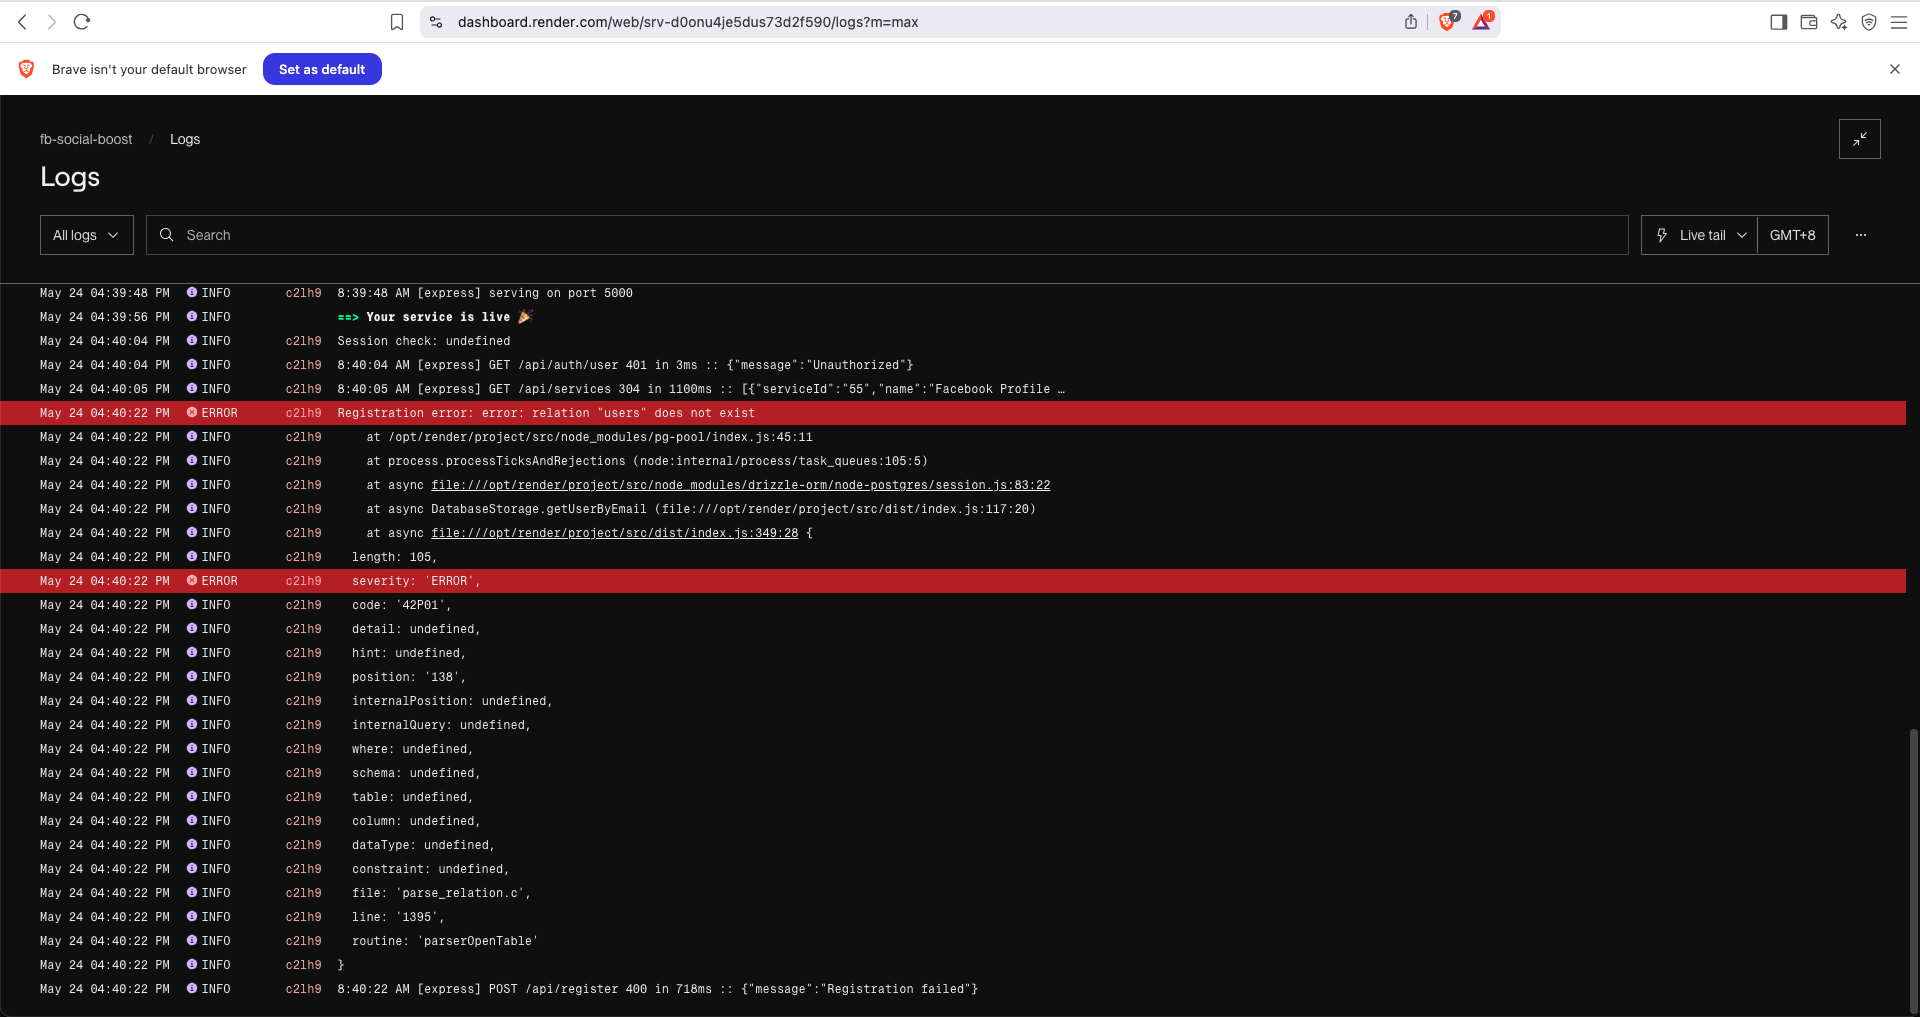 dashboard.render.com/web/srv-d0onu4je5dus73d2f590/logs?m=max
7
1
Brave isn't your default browser
Set as default
fb-social-boost / Logs
Logs
All logs
Search
Live tail
GMT+8
May 24 04:39:48 PM INFO c2lh9 8:39:48 AM [express] serving on port 5000
May 24 04:39:56 PM INFO ==> Your service is live 🎉
May 24 04:40:04 PM INFO c2lh9 Session check: undefined
May 24 04:40:04 PM INFO c2lh9 8:40:04 AM [express] GET /api/auth/user 401 in 3ms :: {"message":"Unauthorized"}
May 24 04:40:05 PM INFO c2lh9 8:40:05 AM [express] GET /api/services 304 in 1100ms :: [{"serviceId":"55","name":"Facebook Profile …
May 24 04:40:22 PM ERROR c2lh9 Registration error: error: relation "users" does not exist
May 24 04:40:22 PM INFO c2lh9 at /opt/render/project/src/node_modules/pg-pool/index.js:45:11
May 24 04:40:22 PM INFO c2lh9 at process.processTicksAndRejections (node:internal/process/task_queues:105:5)
May 24 04:40:22 PM INFO c2lh9 at async file:///opt/render/project/src/node_modules/drizzle-orm/node-postgres/session.js:83:22
May 24 04:40:22 PM INFO c2lh9 at async DatabaseStorage.getUserByEmail (file:///opt/render/project/src/dist/index.js:117:20)
May 24 04:40:22 PM INFO c2lh9 at async file:///opt/render/project/src/dist/index.js:349:28 {
May 24 04:40:22 PM INFO c2lh9 length: 105,
May 24 04:40:22 PM ERROR c2lh9 severity: 'ERROR',
May 24 04:40:22 PM INFO c2lh9 code: '42P01',
May 24 04:40:22 PM INFO c2lh9 detail: undefined,
May 24 04:40:22 PM INFO c2lh9 hint: undefined,
May 24 04:40:22 PM INFO c2lh9 position: '138',
May 24 04:40:22 PM INFO c2lh9 internalPosition: undefined,
May 24 04:40:22 PM INFO c2lh9 internalQuery: undefined,
May 24 04:40:22 PM INFO c2lh9 where: undefined,
May 24 04:40:22 PM INFO c2lh9 schema: undefined,
May 24 04:40:22 PM INFO c2lh9 table: undefined,
May 24 04:40:22 PM INFO c2lh9 column: undefined,
May 24 04:40:22 PM INFO c2lh9 dataType: undefined,
May 24 04:40:22 PM INFO c2lh9 constraint: undefined,
May 24 04:40:22 PM INFO c2lh9 file: 'parse_relation.c',
May 24 04:40:22 PM INFO c2lh9 line: '1395',
May 24 04:40:22 PM INFO c2lh9 routine: 'parserOpenTable'
May 24 04:40:22 PM INFO c2lh9 }
May 24 04:40:22 PM INFO c2lh9 8:40:22 AM [express] POST /api/register 400 in 718ms :: {"message":"Registration failed"}